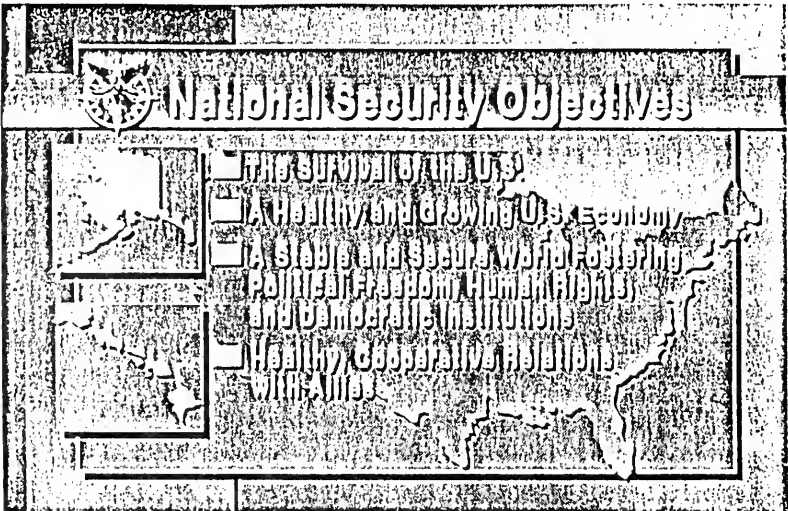 National Security Objectives
The Survival of the U.S.
A Healthy and Growing U.S. Economy
A Stable and Secure World Fostering
Political Freedom, Human Rights,
and Democratic Institutions
Healthy, Cooperative Relations
with Allies